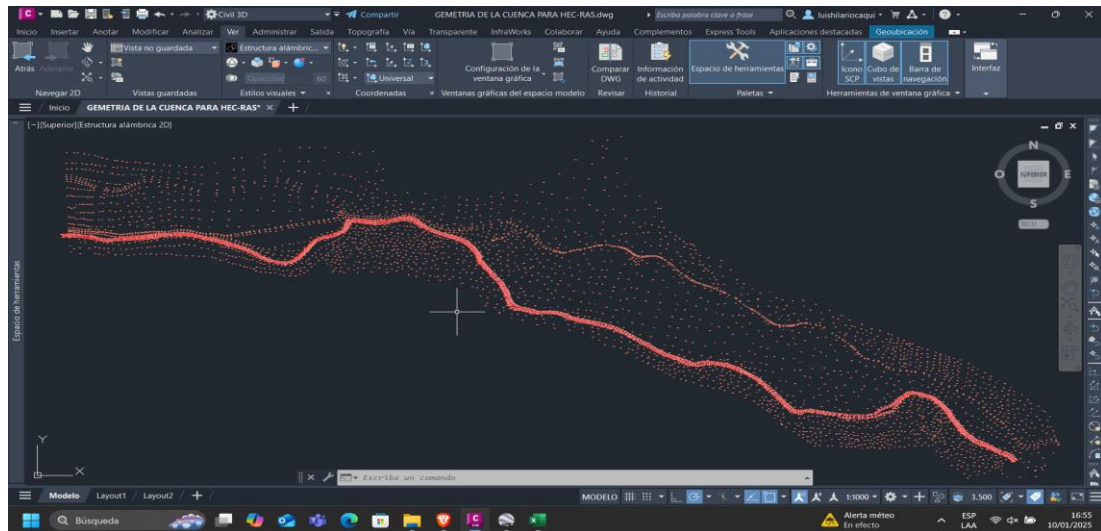 C Civil 3D Compartir GEMETRIA DE LA CUENCA PARA HEC-RAS.dwg Escriba palabra clave o frase luishilariocaqui
Inicio Insertar Anotar Modificar Analizar Ver Administrar Salida Topografía Vía Transparente InfraWorks Colaborar Ayuda Complementos Express Tools Aplicaciones destacadas Geoubicación
Vista no guardada Estructura alámbric...
Atrás Adelante Opacidad 60 Universal Configuración de la ventana gráfica Comparar DWG Información de actividad Espacio de herramientas Icono SCP Cubo de vistas Barra de navegación Interfaz
Navegar 2D Vistas guardadas Estilos visuales Coordenadas Ventanas gráficas del espacio modelo Revisar Historial Paletas Herramientas de ventana gráfica
Inicio GEMETRIA DE LA CUENCA PARA HEC-RAS*
[−][Superior][Estructura alámbrica 2D]
N
O SUPERIOR E
S
Espacio de herramientas
Y
X
Escriba un comando
Modelo Layout1 Layout2 MODELO 1:1000 3.500
Búsqueda Alerta méteo En efecto ESP LAA 16:55 10/01/2025